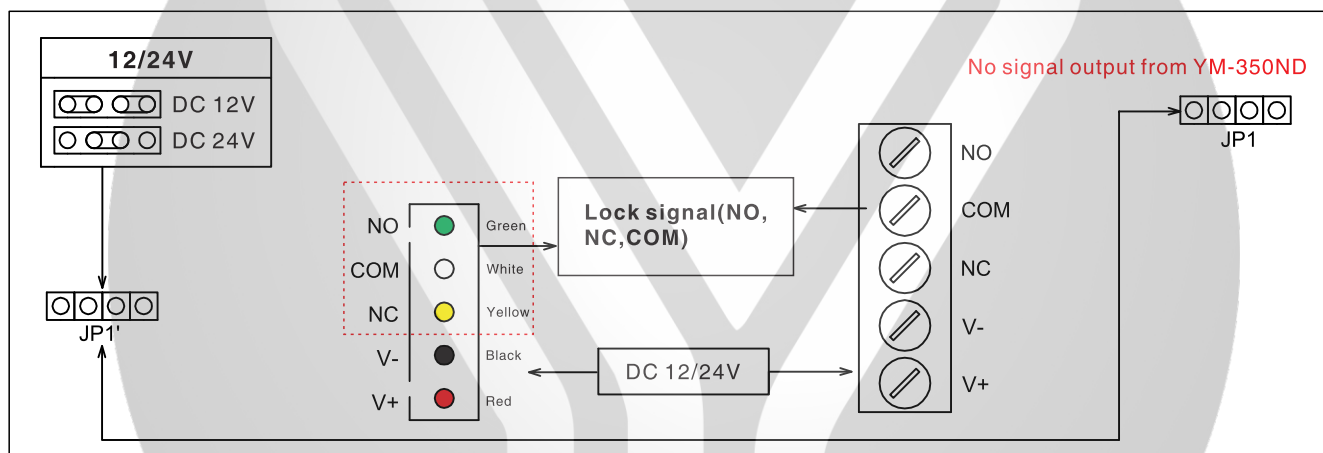 12/24V
DC 12V
DC 24V
JP1'
No signal output from YM-350ND
JP1
NO Green
COM White
NC Yellow
V- Black
V+ Red
Lock signal(NO,
NC,COM)
DC 12/24V
NO
COM
NC
V-
V+